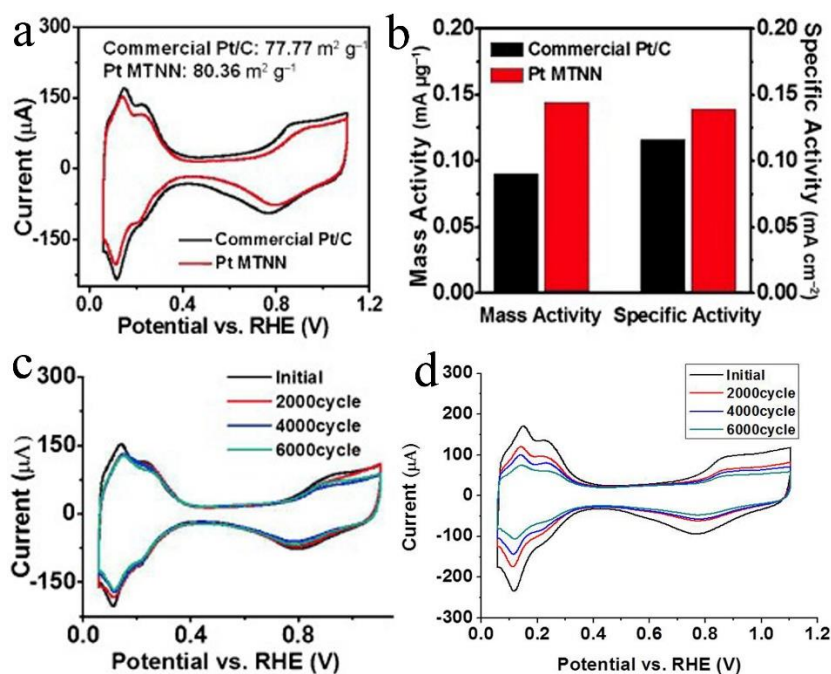 a
Commercial Pt/C: 77.77 m² g⁻¹
Pt MTNN: 80.36 m² g⁻¹
Commercial Pt/C
Pt MTNN
300
150
0
-150
Current (μA)
0.0 0.4 0.8 1.2
Potential vs. RHE (V)
b
Commercial Pt/C
Pt MTNN
0.20
0.15
0.10
0.05
0.00
Mass Activity (mA μg⁻¹)
0.20
0.15
0.10
0.05
0.00
Specific Activity (mA cm⁻²)
Mass Activity Specific Activity
c
Initial
2000cycle
4000cycle
6000cycle
300
150
0
-150
Current (μA)
0.0 0.4 0.8
Potential vs. RHE (V)
d
Initial
2000cycle
4000cycle
6000cycle
300
200
100
0
-100
-200
-300
Current (μA)
0.0 0.2 0.4 0.6 0.8 1.0 1.2
Potential vs. RHE (V)